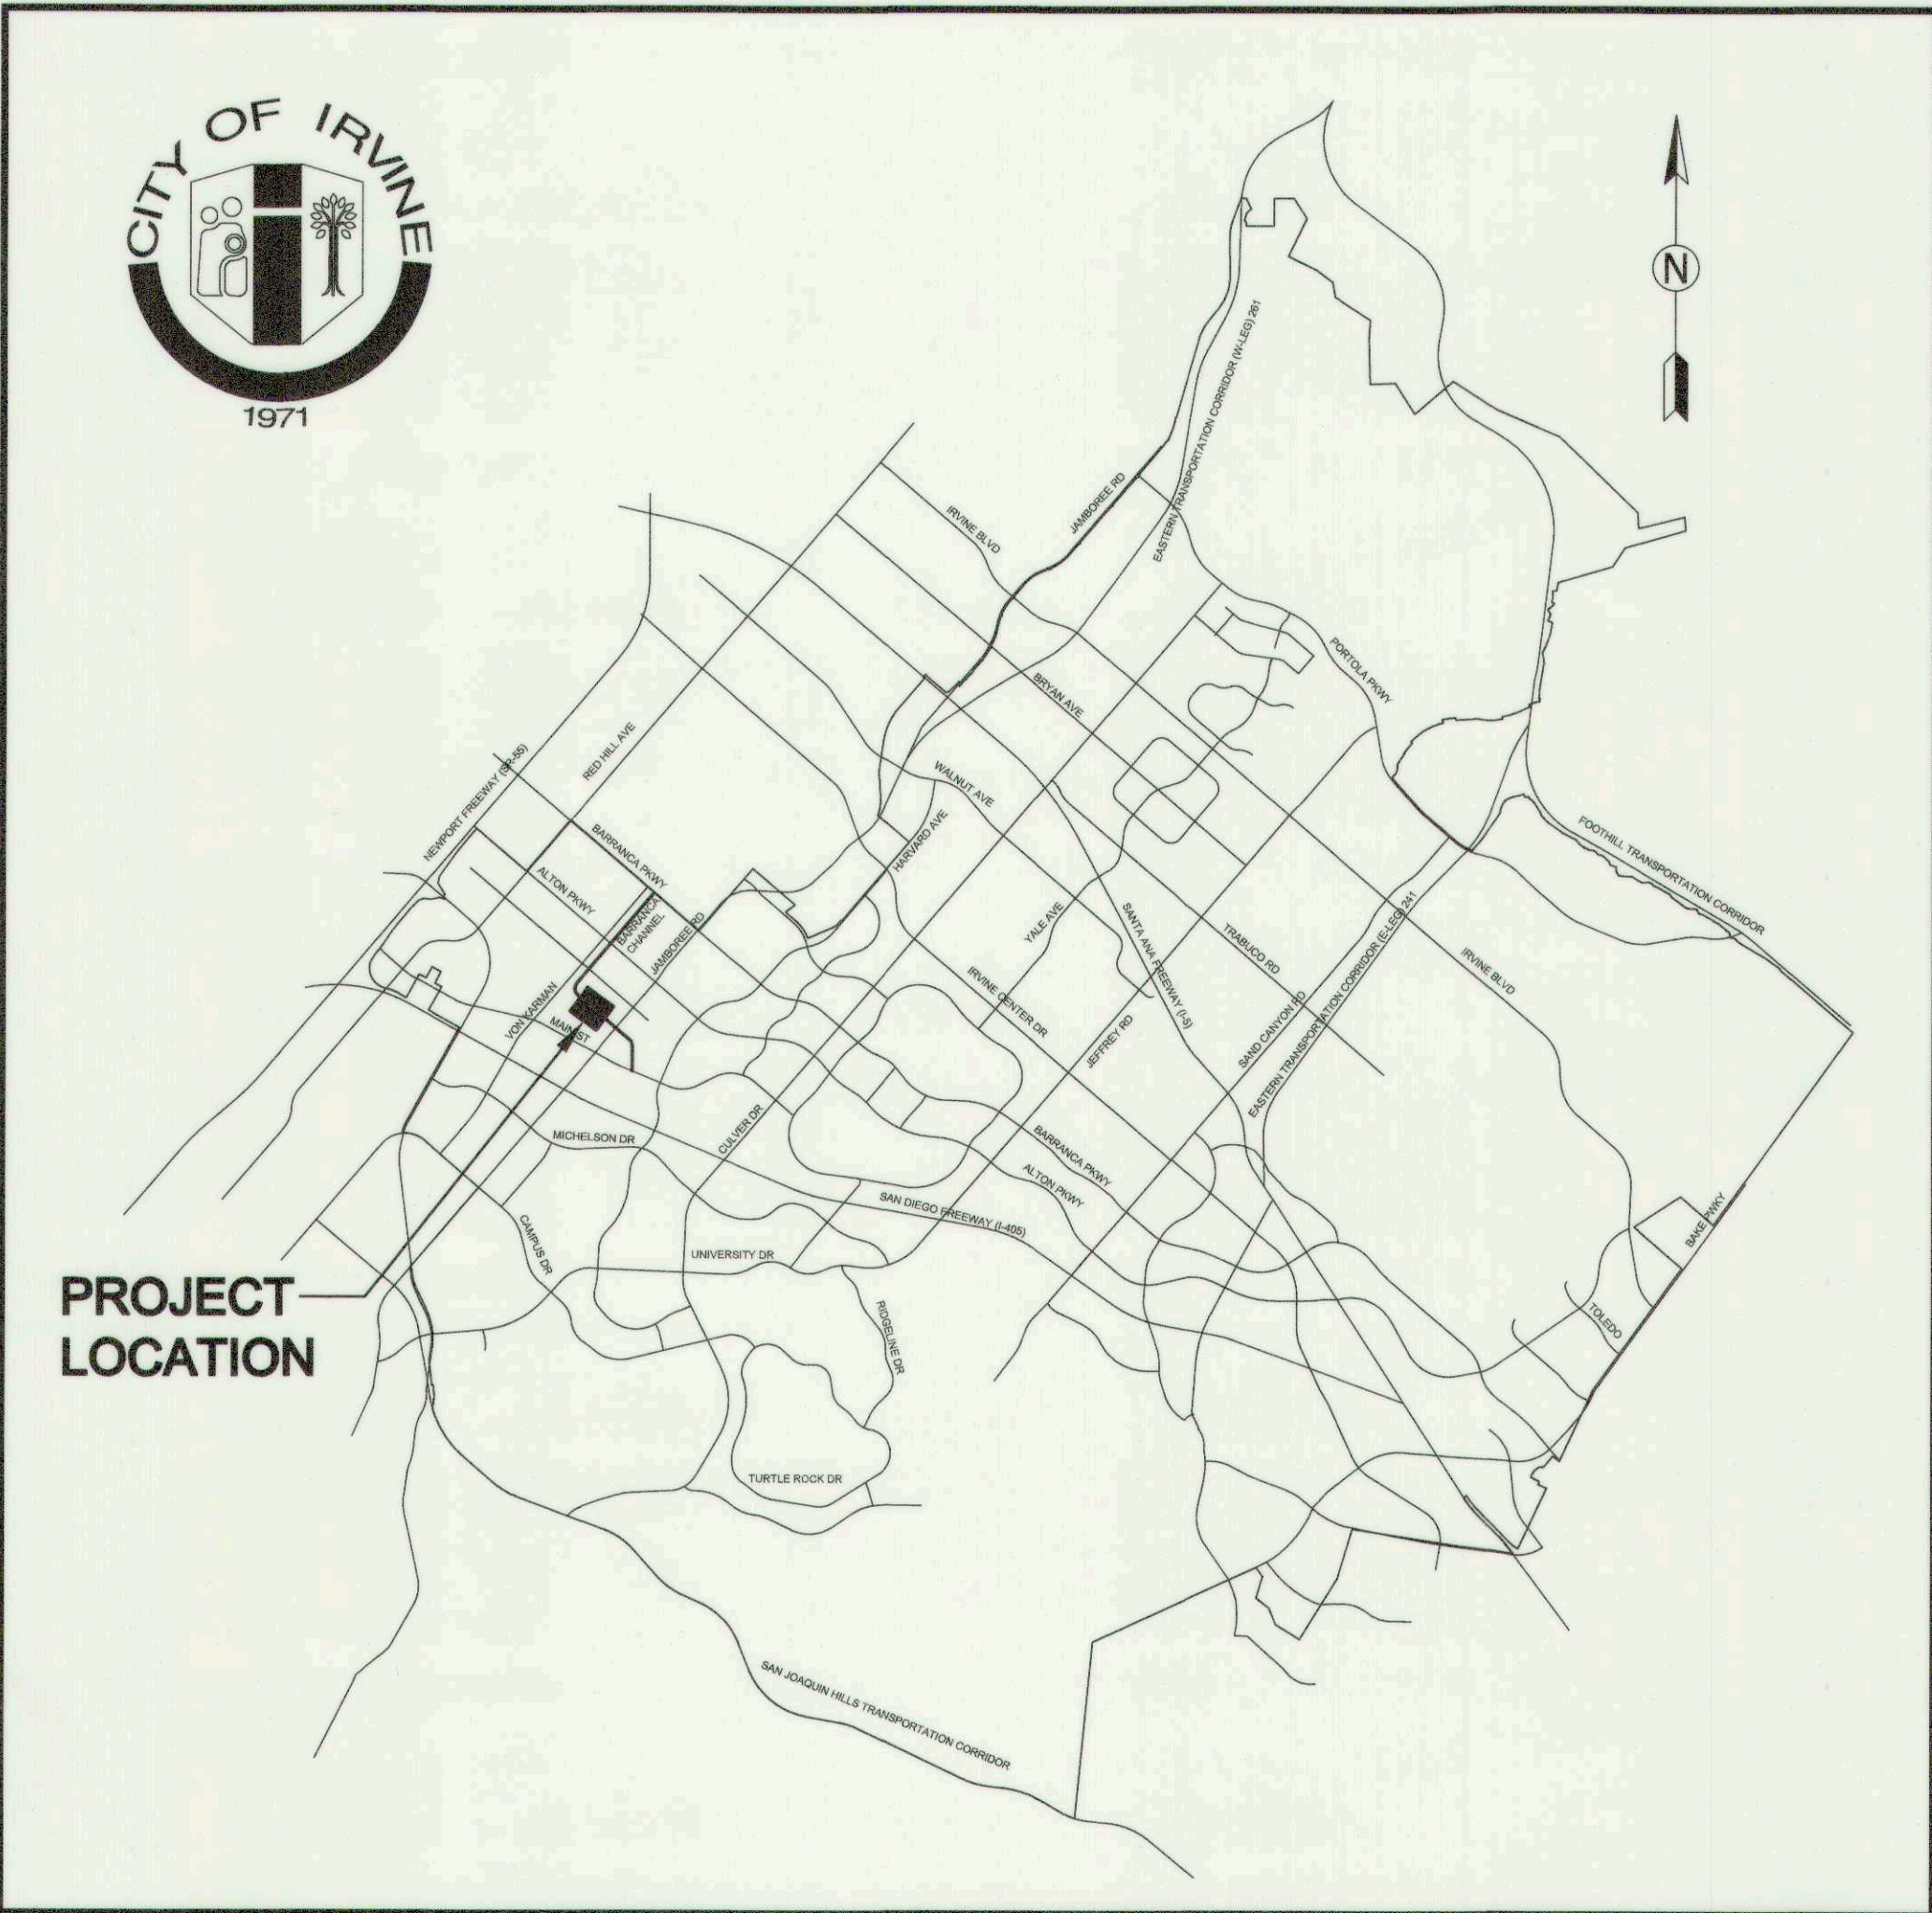 CITY OF IRVINE
1971
N
EASTERN TRANSPORTATION CORRIDOR (W-LEG) 261
JAMBOREE RD
IRVINE BLVD
PORTOLA PKWY
BRYAN AVE
RED HILL AVE
NEWPORT FREEWAY (SR-55)
WALNUT AVE
HARVARD AVE
BARRANCA PKWY
ALTON PKWY
FOOTHILL TRANSPORTATION CORRIDOR
BARRANCA
CHANNEL
JAMBOREE RD
YALE AVE
SANTA ANA FREEWAY (I-5)
TRABUCO RD
EASTERN TRANSPORTATION CORRIDOR (E-LEG) 241
IRVINE BLVD
IRVINE CENTER DR
VON KARMAN
MAIN ST
JEFFREY RD
SAND CANYON RD
CULVER DR
MICHELSON DR
BARRANCA PKWY
ALTON PKWY
SAN DIEGO FREEWAY (I-405)
BAKE PWKY
CAMPUS DR
UNIVERSITY DR
PROJECT
LOCATION
RIDGELINE DR
TOLEDO
TURTLE ROCK DR
SAN JOAQUIN HILLS TRANSPORTATION CORRIDOR